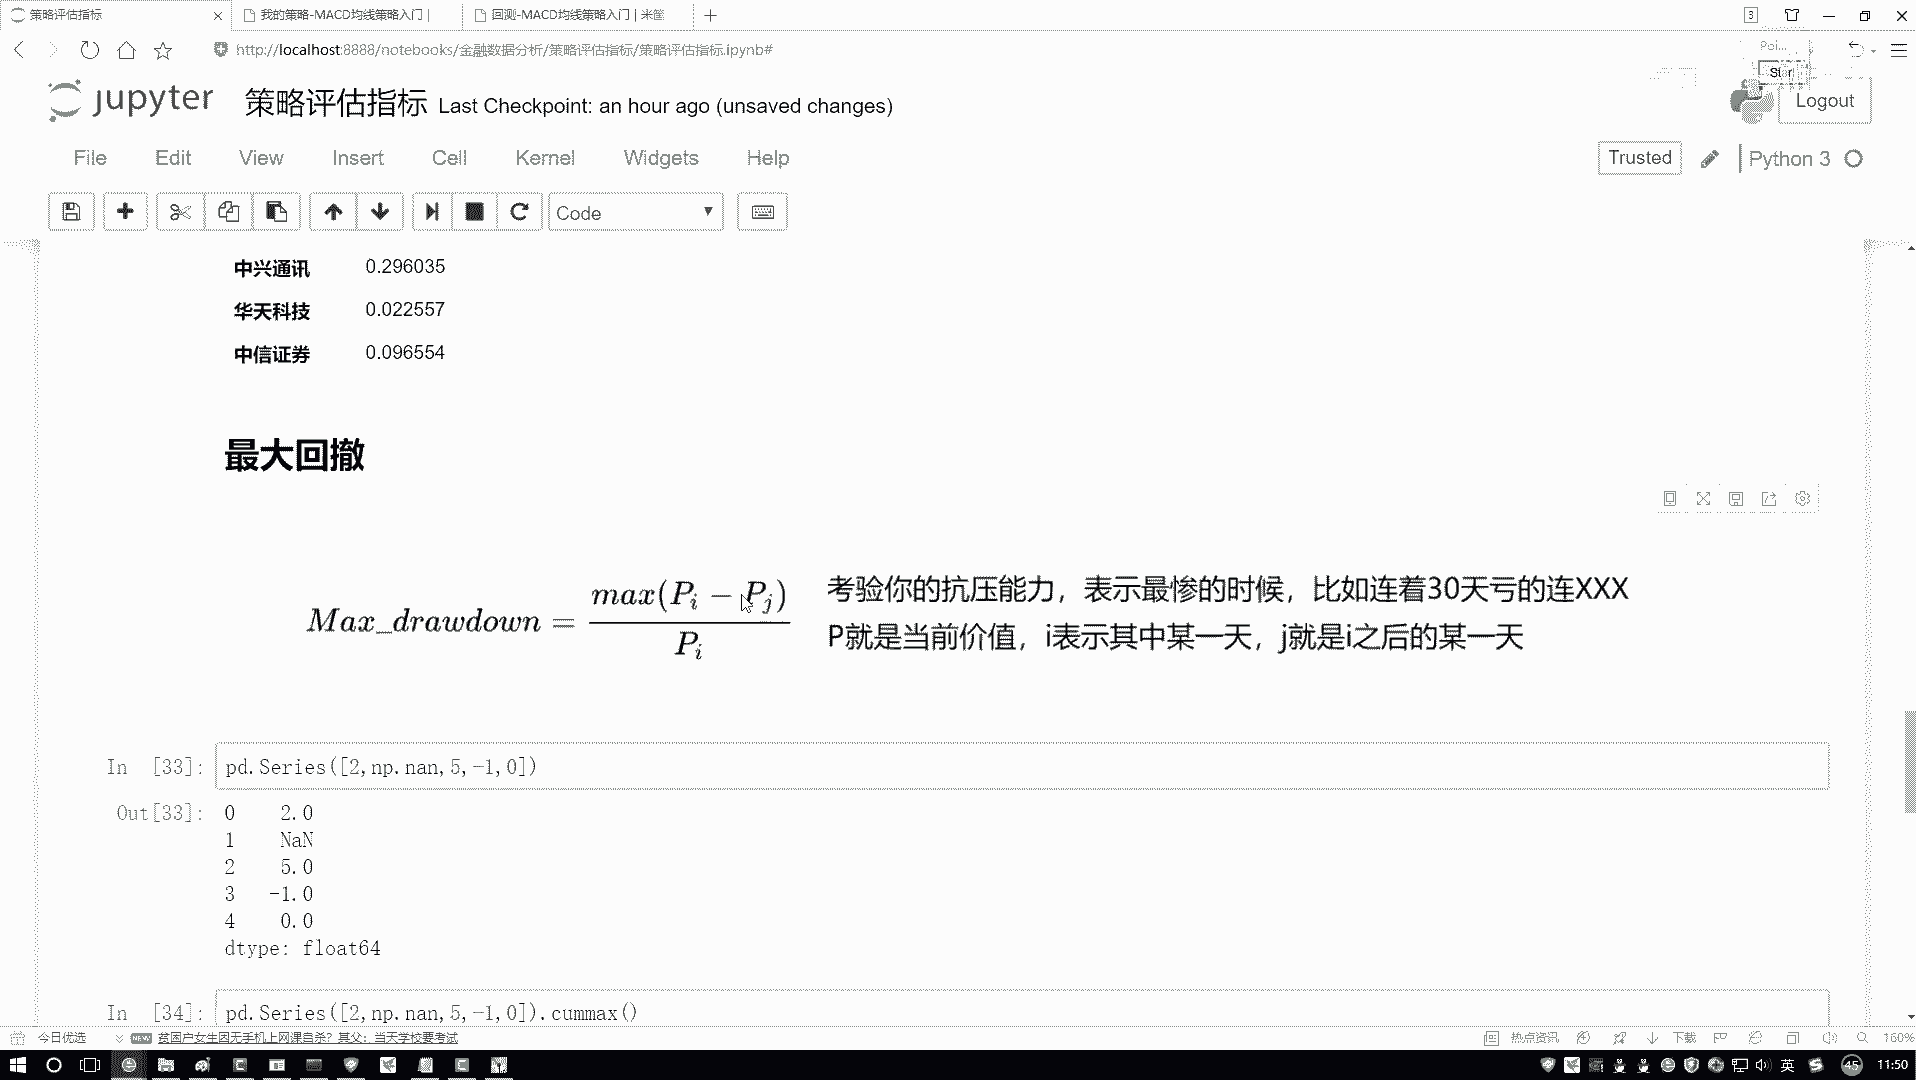 策略评估指标
我的策略-MACD均线策略入门 |
回测-MACD均线策略入门 | 米筐
3
http://localhost:8888/notebooks/金融数据分析/策略评估指标/策略评估指标.ipynb#
Poi...
Start
jupyter 策略评估指标 Last Checkpoint: an hour ago (unsaved changes)
Logout
File Edit View Insert Cell Kernel Widgets Help
Trusted
Python 3
Code
中兴通讯 0.296035
华天科技 0.022557
中信证券 0.096554
最大回撤
Max_drawdown = max(P_i − P_j) / P_i
考验你的抗压能力，表示最惨的时候，比如连着30天亏的连XXX
P就是当前价值，i表示其中某一天，j就是i之后的某一天
In [33]: pd.Series([2,np.nan,5,-1,0])
Out[33]: 0 2.0
1 NaN
2 5.0
3 -1.0
4 0.0
dtype: float64
In [34]: pd.Series([2,np.nan,5,-1,0]).cummax()
今日优选
NEW 贫困户女生因无手机上网课自杀？其父：当天学校要考试
热点资讯
下载
160%
英
45
11:50